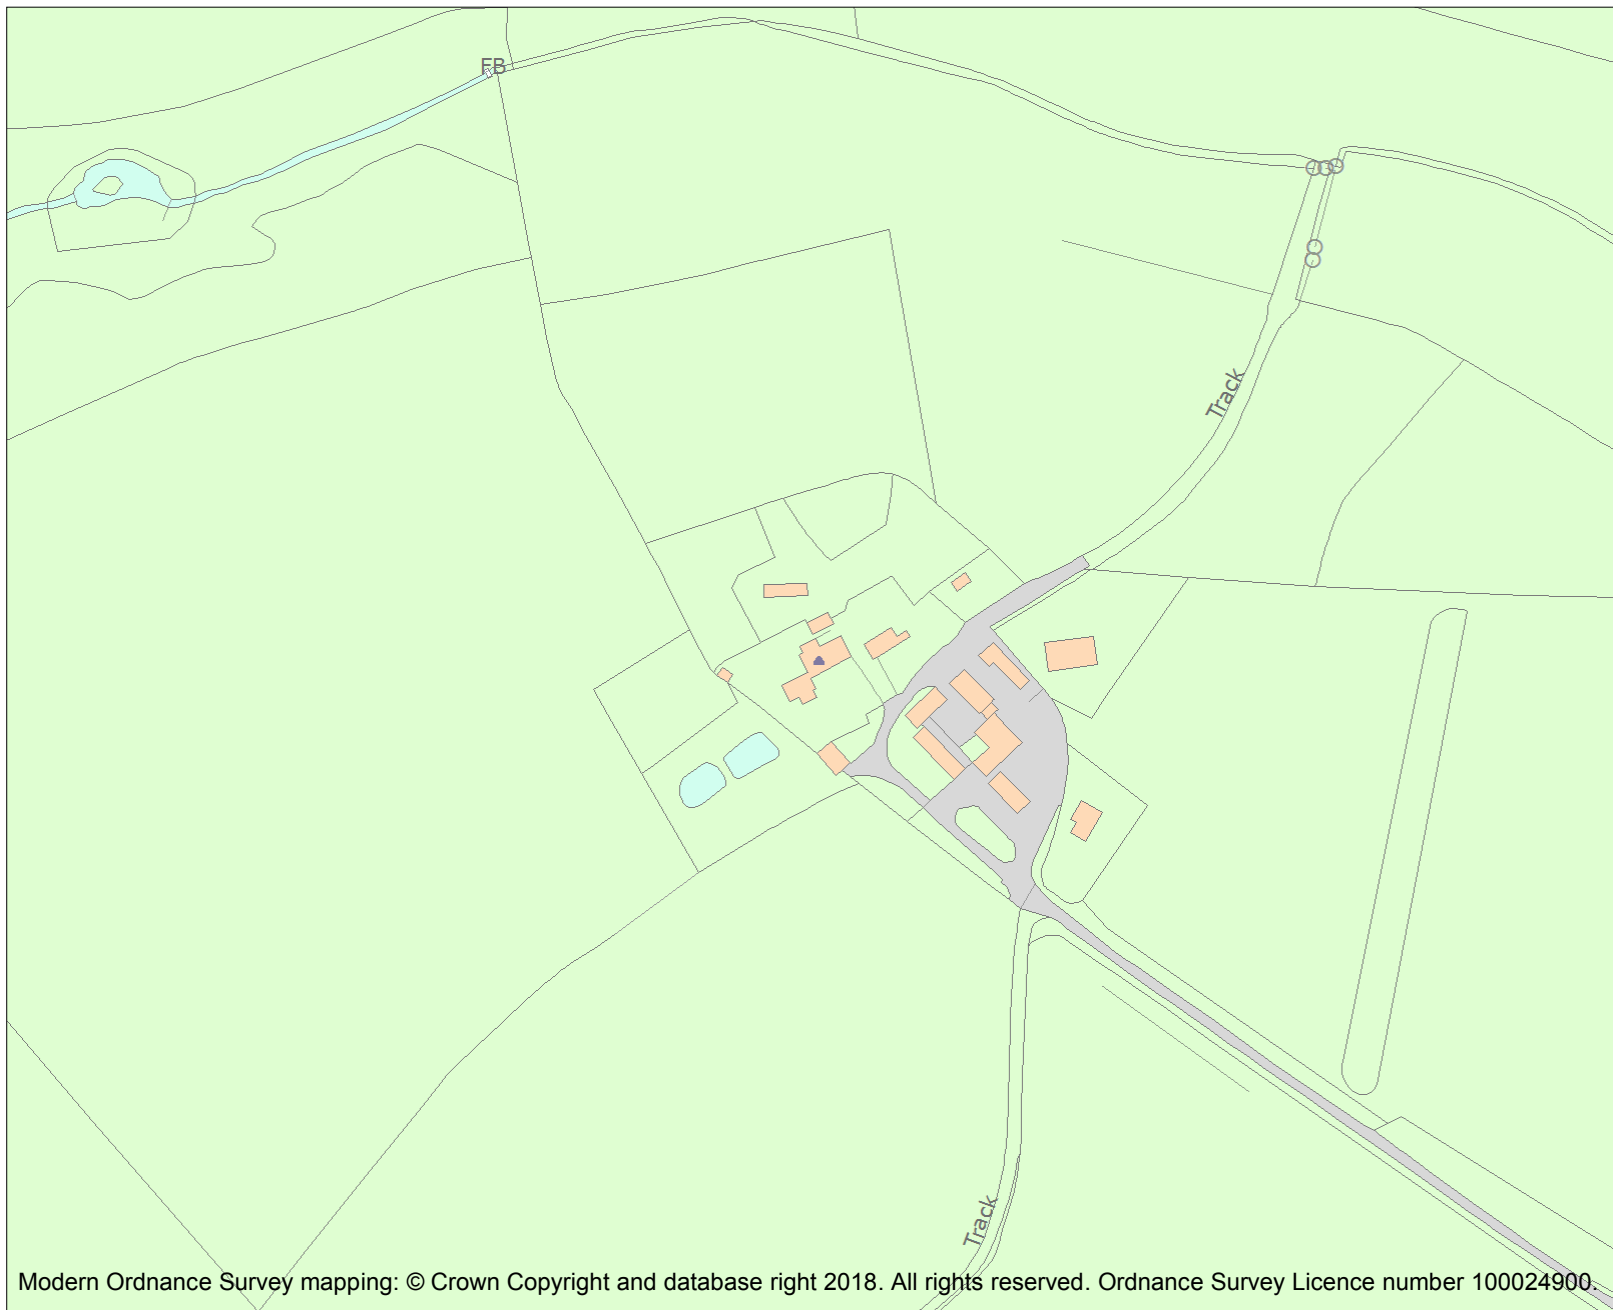 FB
Track
Track
Modern Ordnance Survey mapping: © Crown Copyright and database right 2018. All rights reserved. Ordnance Survey Licence number 100024900.